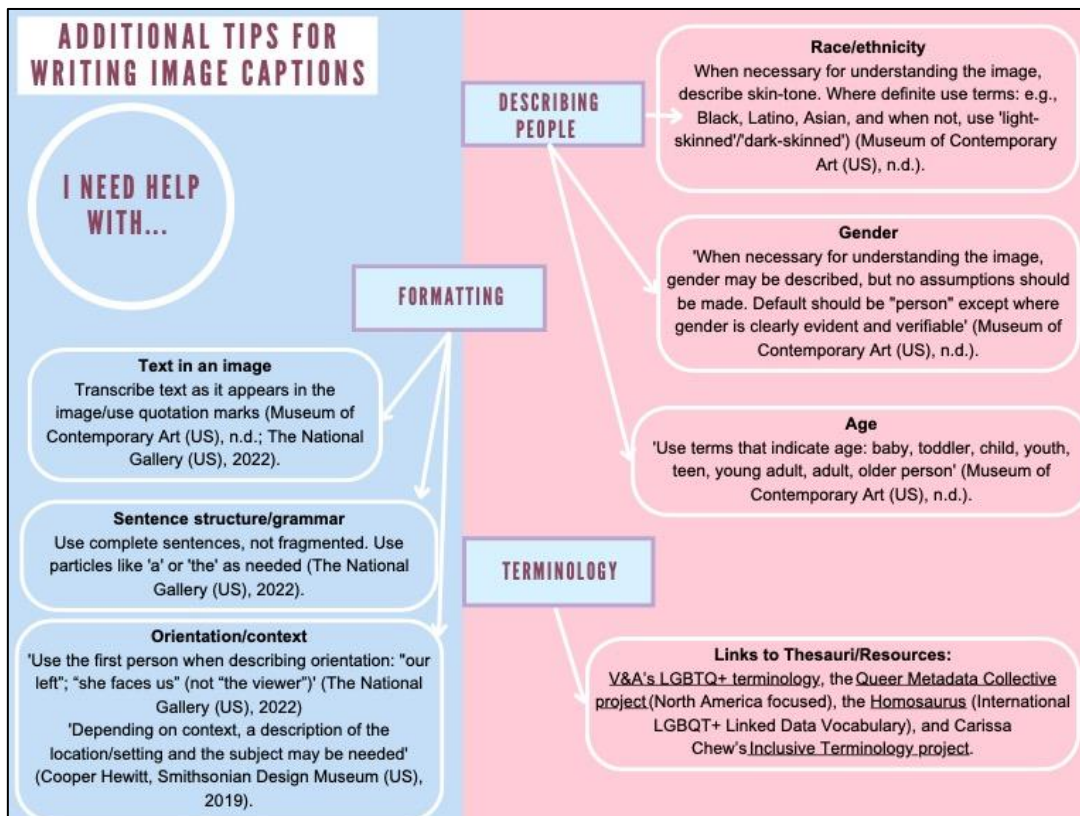 ADDITIONAL TIPS FOR
WRITING IMAGE CAPTIONS
I NEED HELP
WITH...
FORMATTING
Text in an image
Transcribe text as it appears in the
image/use quotation marks (Museum of
Contemporary Art (US), n.d.; The National
Gallery (US), 2022).
Sentence structure/grammar
Use complete sentences, not fragmented. Use
particles like 'a' or 'the' as needed (The National
Gallery (US), 2022).
Orientation/context
'Use the first person when describing orientation: "our
left”; “she faces us” (not “the viewer”)' (The National
Gallery (US), 2022)
'Depending on context, a description of the
location/setting and the subject may be needed'
(Cooper Hewitt, Smithsonian Design Museum (US),
2019).
DESCRIBING
PEOPLE
Race/ethnicity
When necessary for understanding the image,
describe skin-tone. Where definite use terms: e.g.,
Black, Latino, Asian, and when not, use 'light-
skinned'/'dark-skinned') (Museum of Contemporary
Art (US), n.d.).
Gender
'When necessary for understanding the image,
gender may be described, but no assumptions should
be made. Default should be "person" except where
gender is clearly evident and verifiable' (Museum of
Contemporary Art (US), n.d.).
Age
'Use terms that indicate age: baby, toddler, child, youth,
teen, young adult, adult, older person' (Museum of
Contemporary Art (US), n.d.).
TERMINOLOGY
Links to Thesauri/Resources:
V&A's LGBTQ+ terminology, the Queer Metadata Collective
project (North America focused), the Homosaurus (International
LGBQT+ Linked Data Vocabulary), and Carissa
Chew's Inclusive Terminology project.